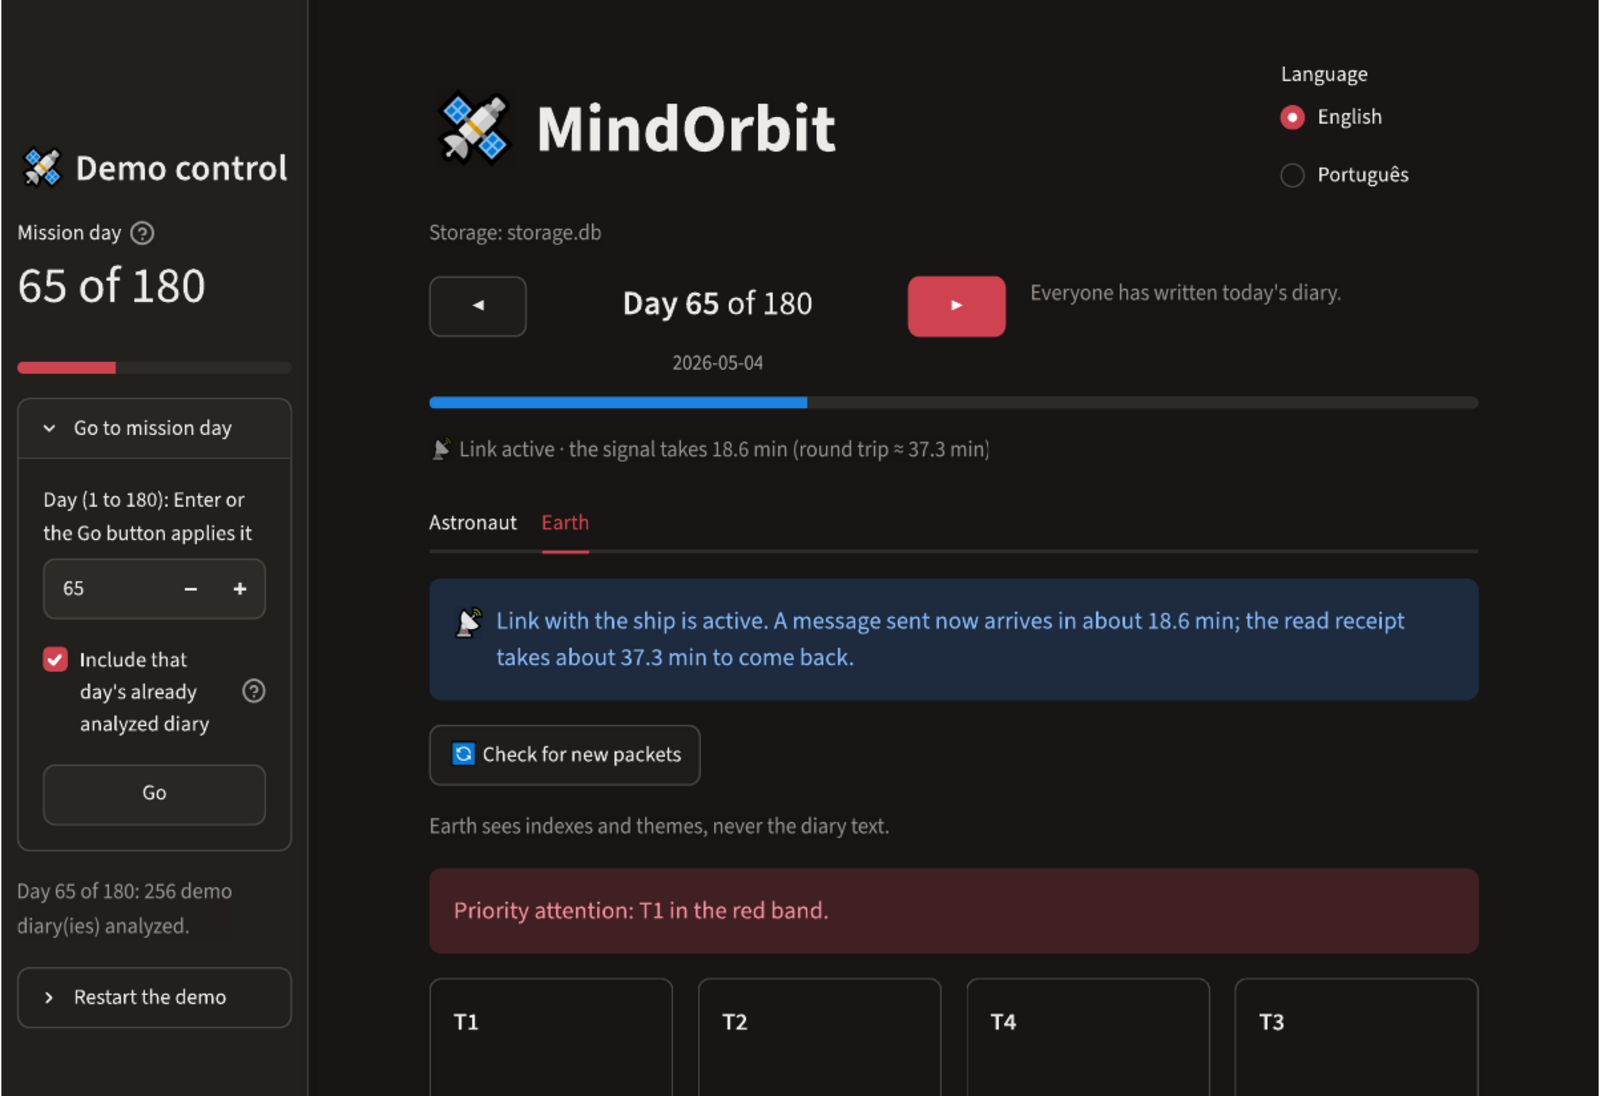 Demo control
Mission day
65 of 180
Go to mission day
Day (1 to 180): Enter or
the Go button applies it
65
Include that
day's already
analyzed diary
Go
Day 65 of 180: 256 demo
diary(ies) analyzed.
Restart the demo
MindOrbit
Language
English
Português
Storage: storage.db
Day 65 of 180
2026-05-04
Everyone has written today's diary.
Link active · the signal takes 18.6 min (round trip ≈ 37.3 min)
Astronaut Earth
Link with the ship is active. A message sent now arrives in about 18.6 min; the read receipt
takes about 37.3 min to come back.
Check for new packets
Earth sees indexes and themes, never the diary text.
Priority attention: T1 in the red band.
T1 T2 T4 T3